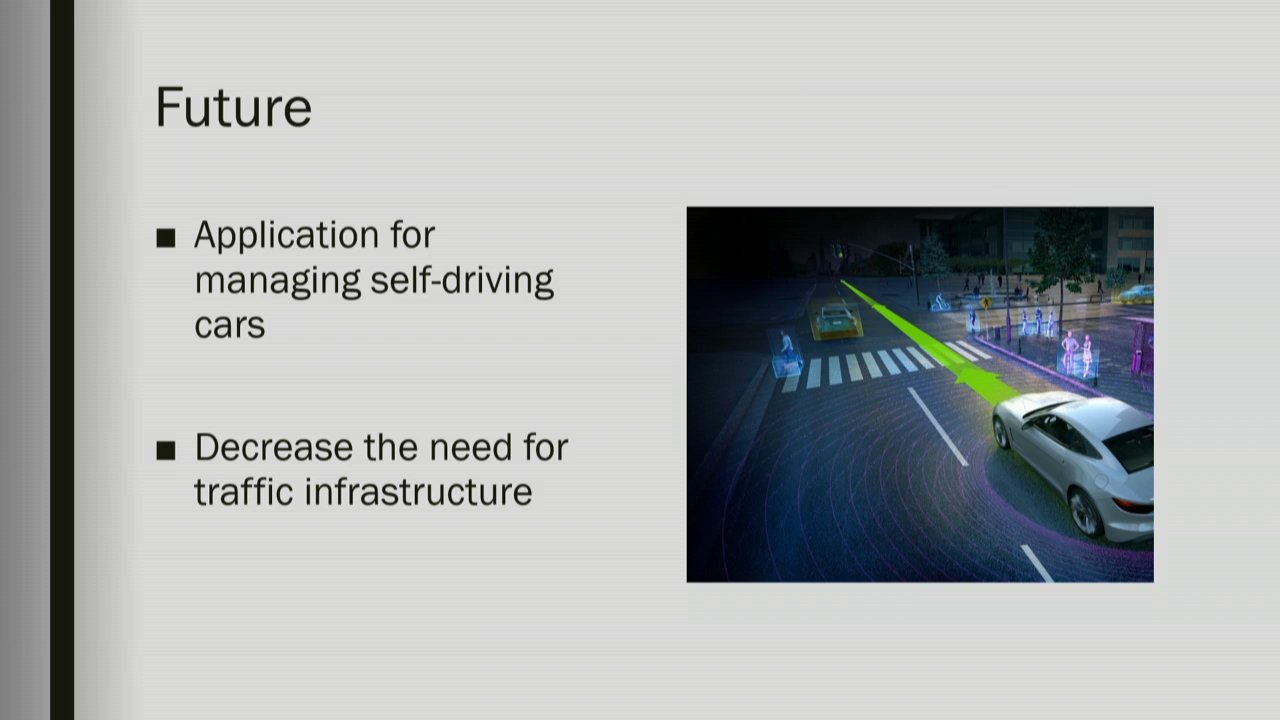 Future
■ Application for
managing self-driving
cars
■ Decrease the need for
traffic infrastructure